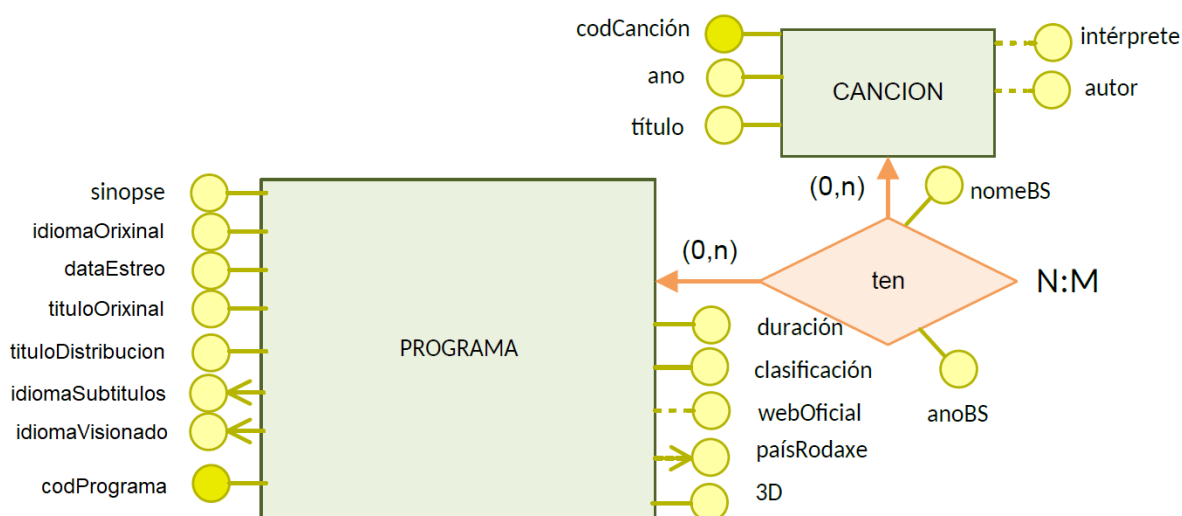 codCanción
ano
título
CANCION
intérprete
autor
(0,n)
nomeBS
(0,n)
ten
N:M
anoBS
sinopse
idiomaOrixinal
dataEstreo
tituloOrixinal
tituloDistribucion
idiomaSubtitulos
idiomaVisionado
codPrograma
PROGRAMA
duración
clasificación
webOficial
paísRodaxe
3D